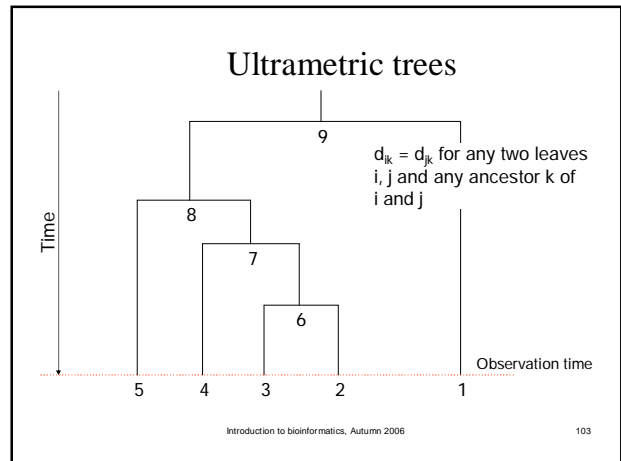 Ultrametric trees
9
d_ik = d_jk for any two leaves
i, j and any ancestor k of
i and j
Time
8
7
6
Observation time
5 4 3 2 1
Introduction to bioinformatics, Autumn 2006 103